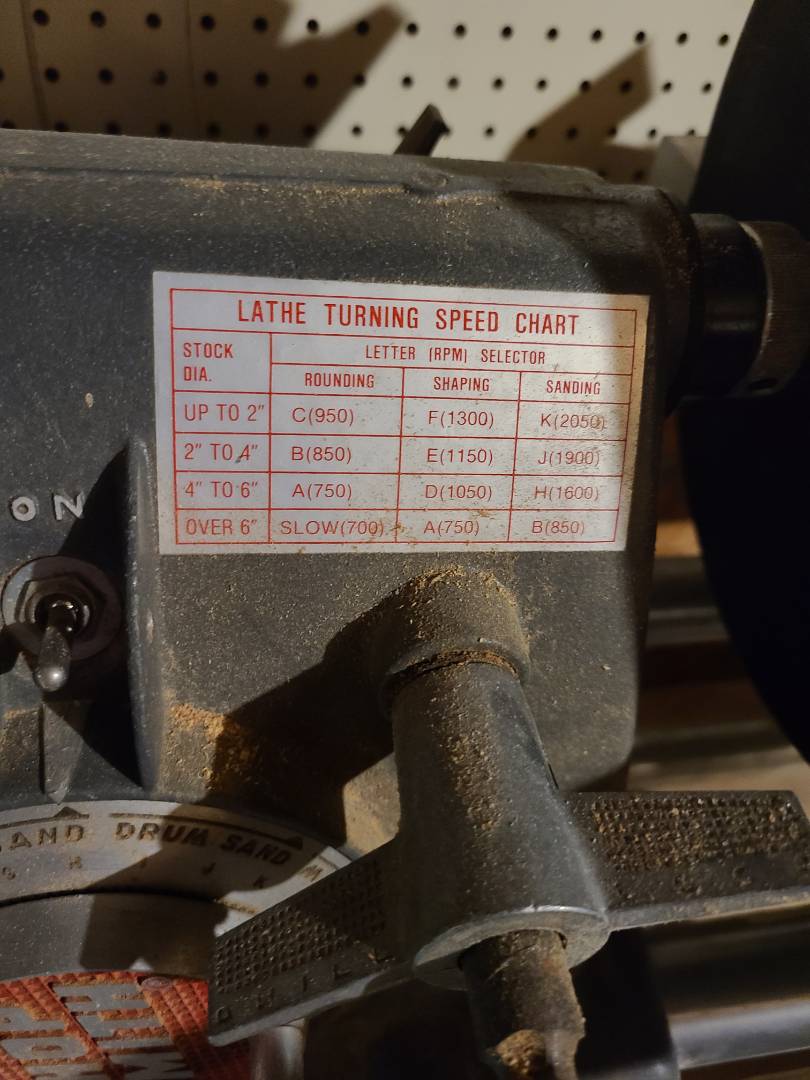 LATHE TURNING SPEED CHART
STOCK DIA.
LETTER (RPM) SELECTOR
ROUNDING SHAPING SANDING
UP TO 2" C(950) F(1300) K(2050)
2" TO 4" B(850) E(1150) J(1900)
4" TO 6" A(750) D(1050) H(1600)
OVER 6" SLOW(700) A(750) B(850)
ON
DRUM SAND